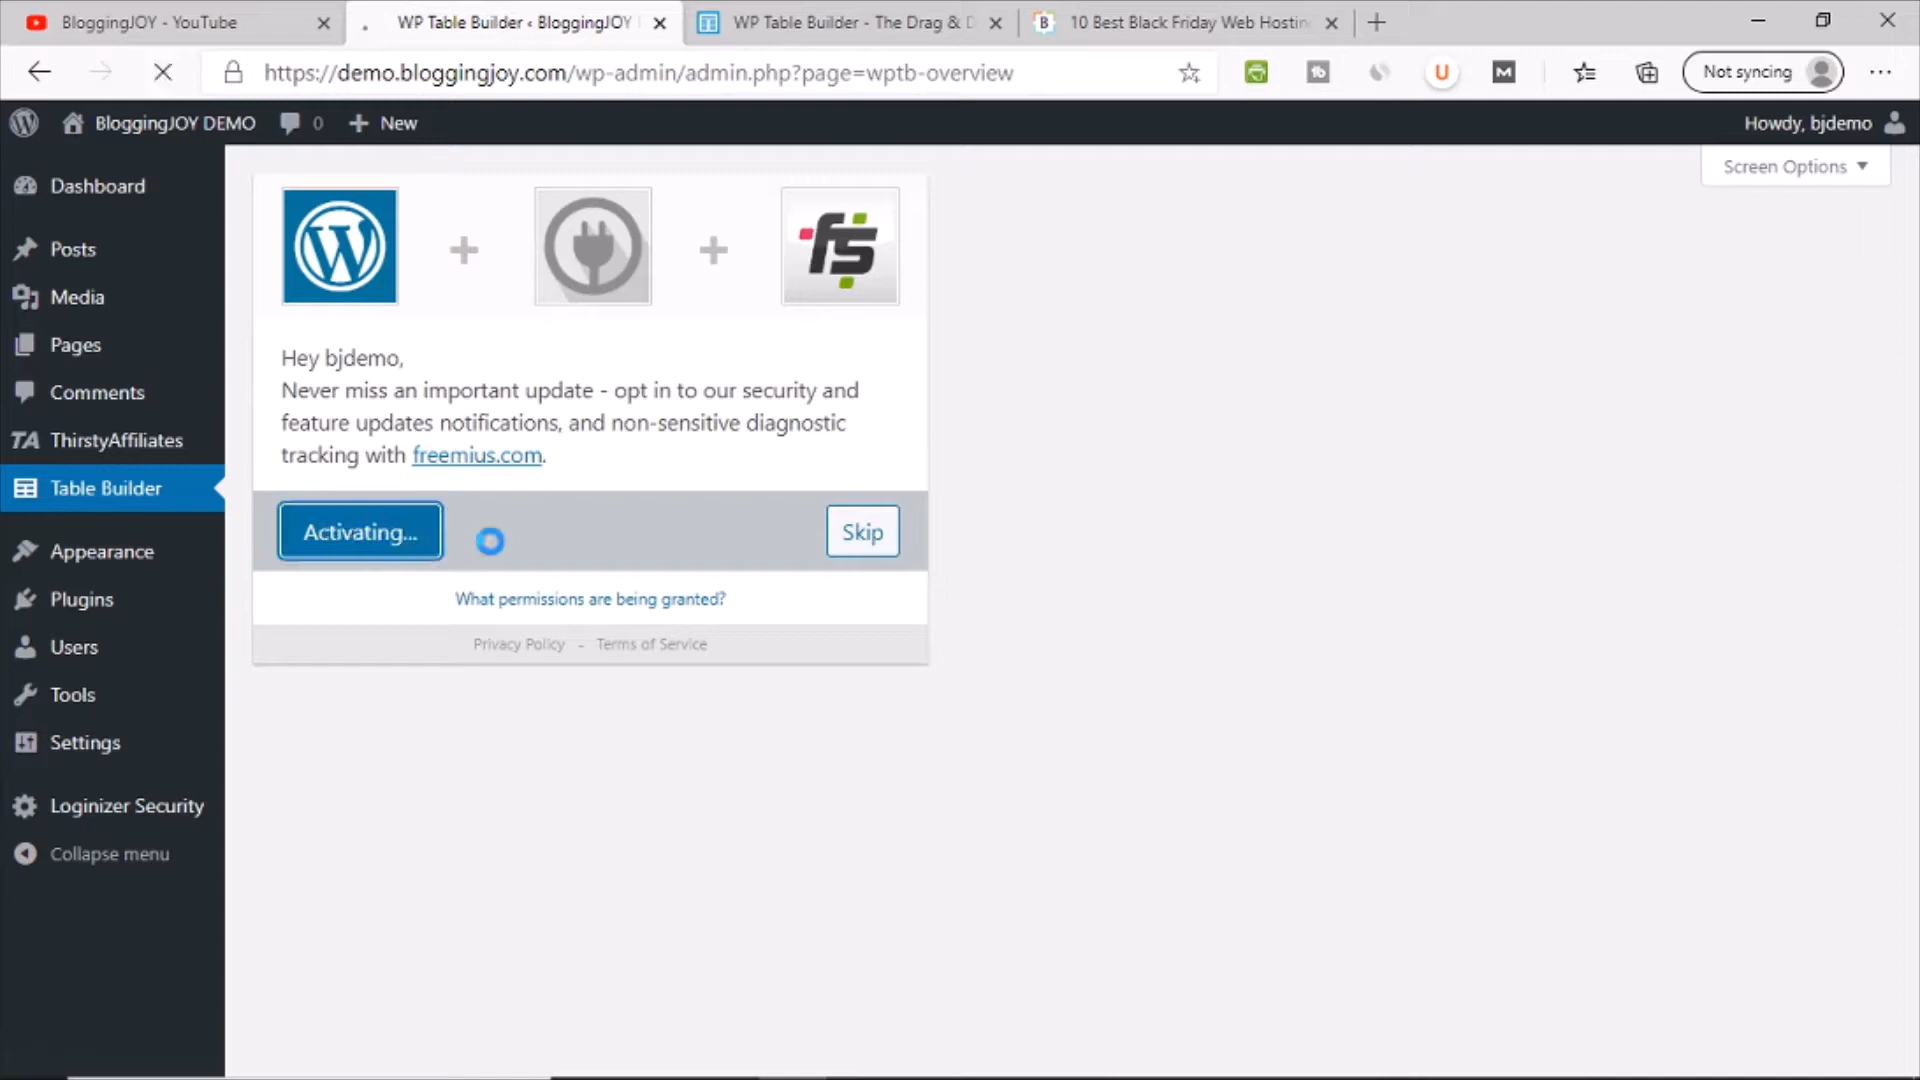 BloggingJOY - YouTube
WP Table Builder ‹ BloggingJOY
WP Table Builder - The Drag & D
B 10 Best Black Friday Web Hostin
https://demo.bloggingjoy.com/wp-admin/admin.php?page=wptb-overview
U
M
Not syncing
BloggingJOY DEMO
0
New
Howdy, bjdemo
Screen Options
Dashboard
Posts
Media
Pages
Comments
TA ThirstyAffiliates
Table Builder
Appearance
Plugins
Users
Tools
Settings
Loginizer Security
Collapse menu
fs
Hey bjdemo,
Never miss an important update - opt in to our security and
feature updates notifications, and non-sensitive diagnostic
tracking with freemius.com.
Activating...
Skip
What permissions are being granted?
Privacy Policy - Terms of Service